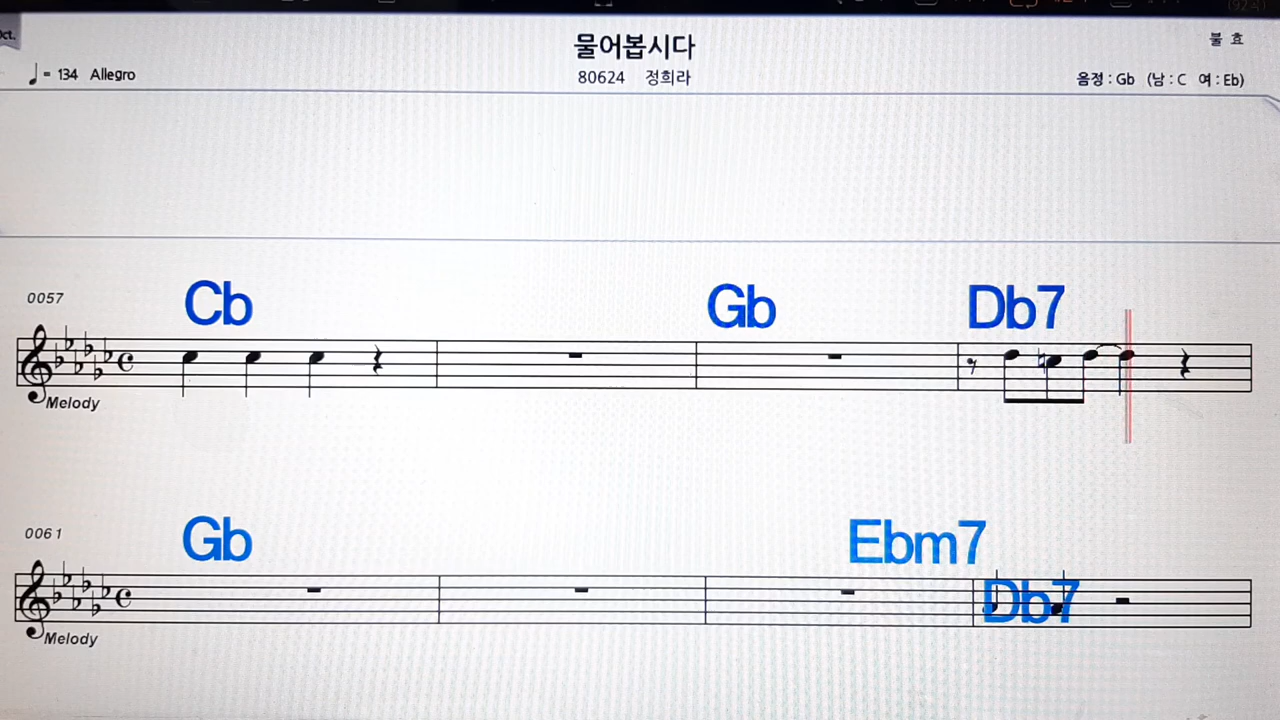 물어봅시다
불 효
♩= 134 Allegro
80624 정희라
음정 : Gb (남 : C 여 : Eb)
0057
Cb Gb Db7
Melody
0061
Gb Ebm7
Db7
Melody